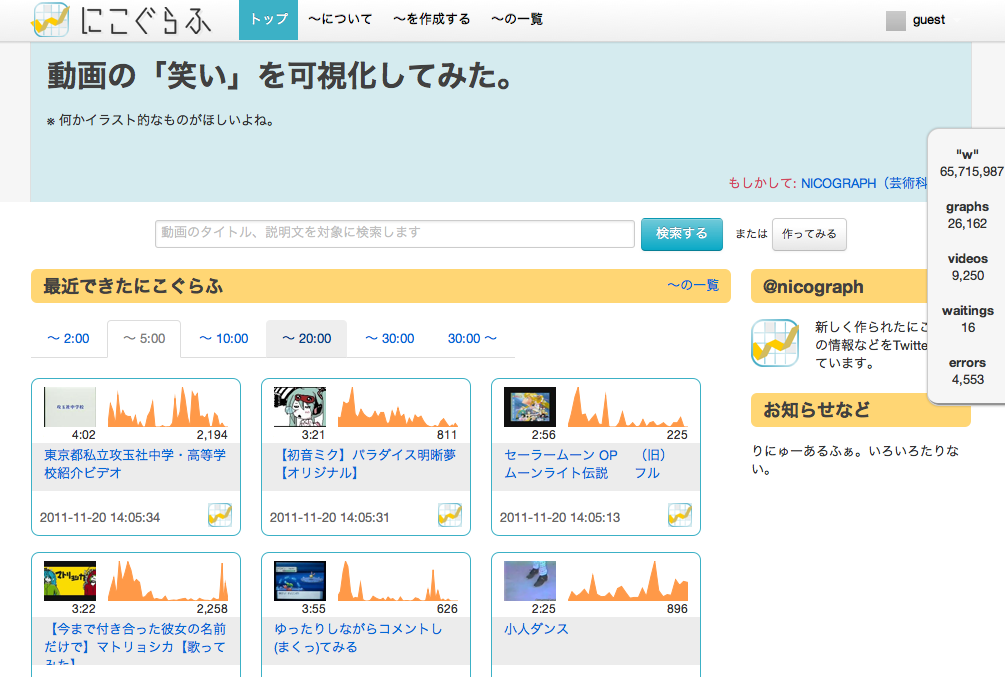 にこぐらふ
トップ
〜について
〜を作成する
〜の一覧
guest
動画の「笑い」を可視化してみた。
※ 何かイラスト的なものがほしいよね。
もしかして: NICOGRAPH（芸術科
"w"
65,715,987
graphs
26,162
videos
9,250
waitings
16
errors
4,553
動画のタイトル、説明文を対象に検索します
検索する
または
作ってみる
最近できたにこぐらふ
〜の一覧
〜 2:00
〜 5:00
〜 10:00
〜 20:00
〜 30:00
30:00 〜
4:02
2,194
東京都私立攻玉社中学・高等学
校紹介ビデオ
2011-11-20 14:05:34
3:21
811
【初音ミク】パラダイス明晰夢
【オリジナル】
2011-11-20 14:05:31
2:56
225
セーラームーン OP （旧）
ムーンライト伝説 フル
2011-11-20 14:05:13
3:22
2,258
【今まで付き合った彼女の名前
だけで】マトリョシカ【歌って
みた】
3:55
626
ゆったりしながらコメントし
(まくっ)てみる
2:25
896
小人ダンス
@nicograph
新しく作られたにこ
の情報などをTwitte
ています。
お知らせなど
りにゅーあるふぁ。いろいろたりな
い。